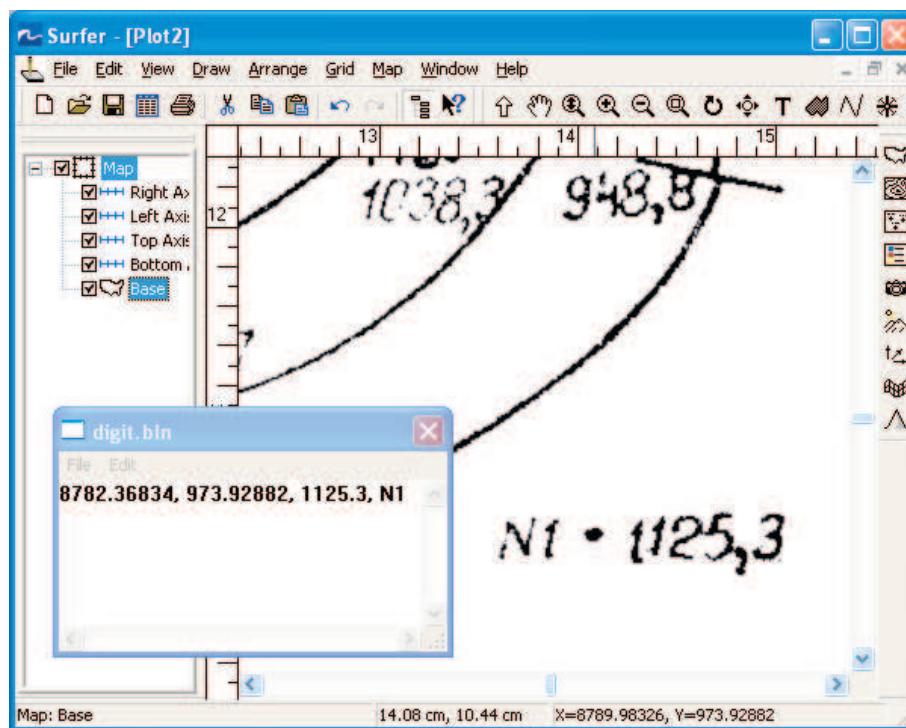 Surfer - [Plot2]
File Edit View Draw Arrange Grid Map Window Help
13 14 15
Map
Right Ax
Left Axis
Top Axis
Bottom
Base
12
1038,3 948,8
digit.bln
File Edit
8782.36834, 973.92882, 1125.3, N1
N1 • 1125,3
Map: Base 14.08 cm, 10.44 cm X=8789.98326, Y=973.92882